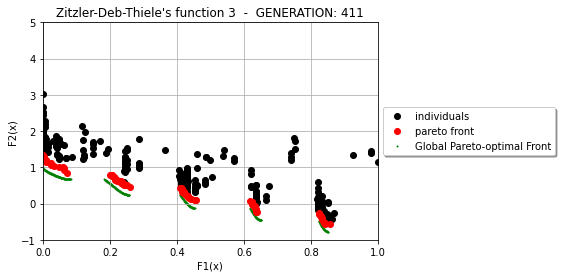 Zitzler-Deb-Thiele's function 3  -  GENERATION: 411
5
4
3
2
1
0
−1
F2(x)
0.0 0.2 0.4 0.6 0.8 1.0
F1(x)
individuals
pareto front
Global Pareto-optimal Front